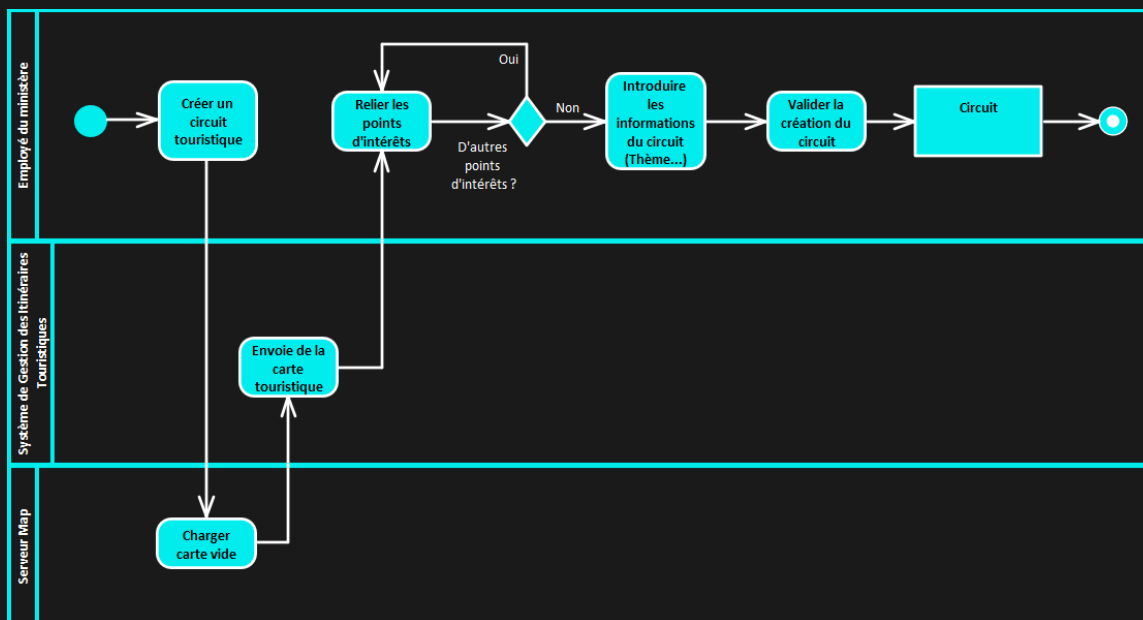 Employé du ministère
Créer un
circuit
touristique
Relier les
points
d'intérêts
Oui
D'autres
points
d'intérêts ?
Non
Introduire
les
informations
du circuit
(Thème...)
Valider la
création du
circuit
Circuit
Système de Gestion des Itinéraires
Touristiques
Envoie de la
carte
touristique
Serveur Map
Charger
carte vide